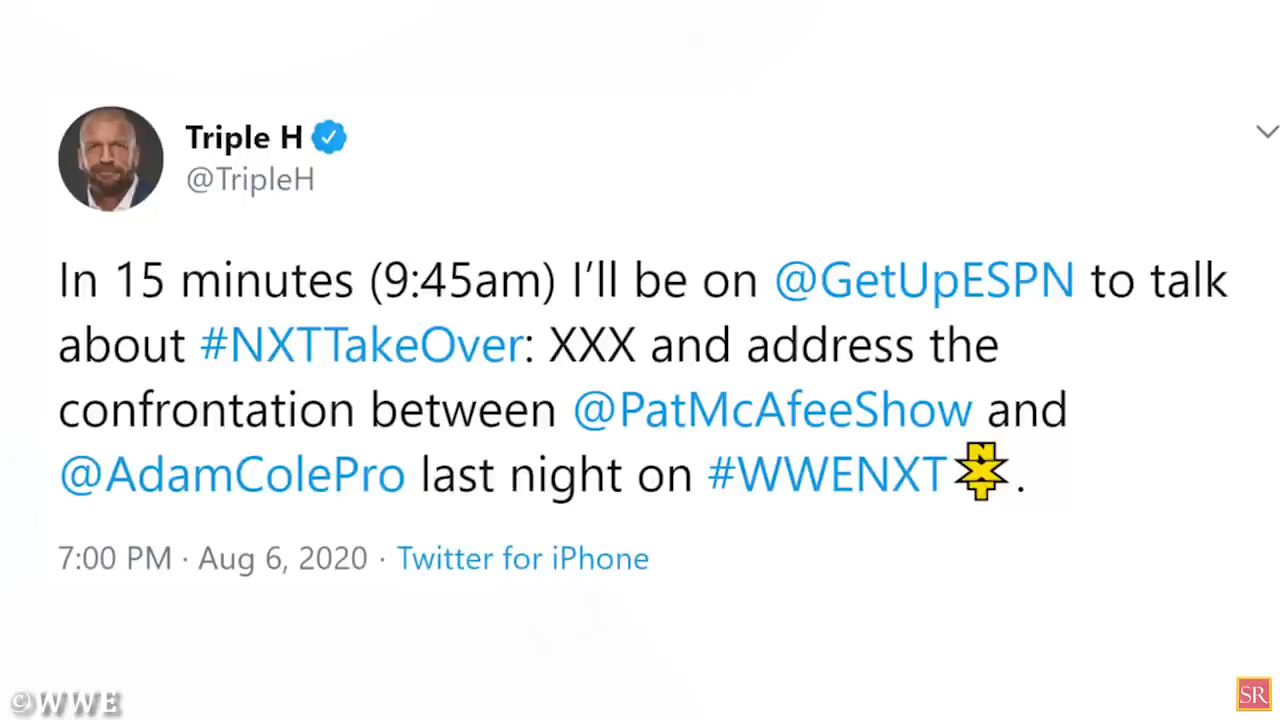 Triple H
@TripleH
In 15 minutes (9:45am) I’ll be on @GetUpESPN to talk
about #NXTTakeOver: XXX and address the
confrontation between @PatMcAfeeShow and
@AdamColePro last night on #WWENXT.
7:00 PM · Aug 6, 2020 · Twitter for iPhone
©WWE
SR